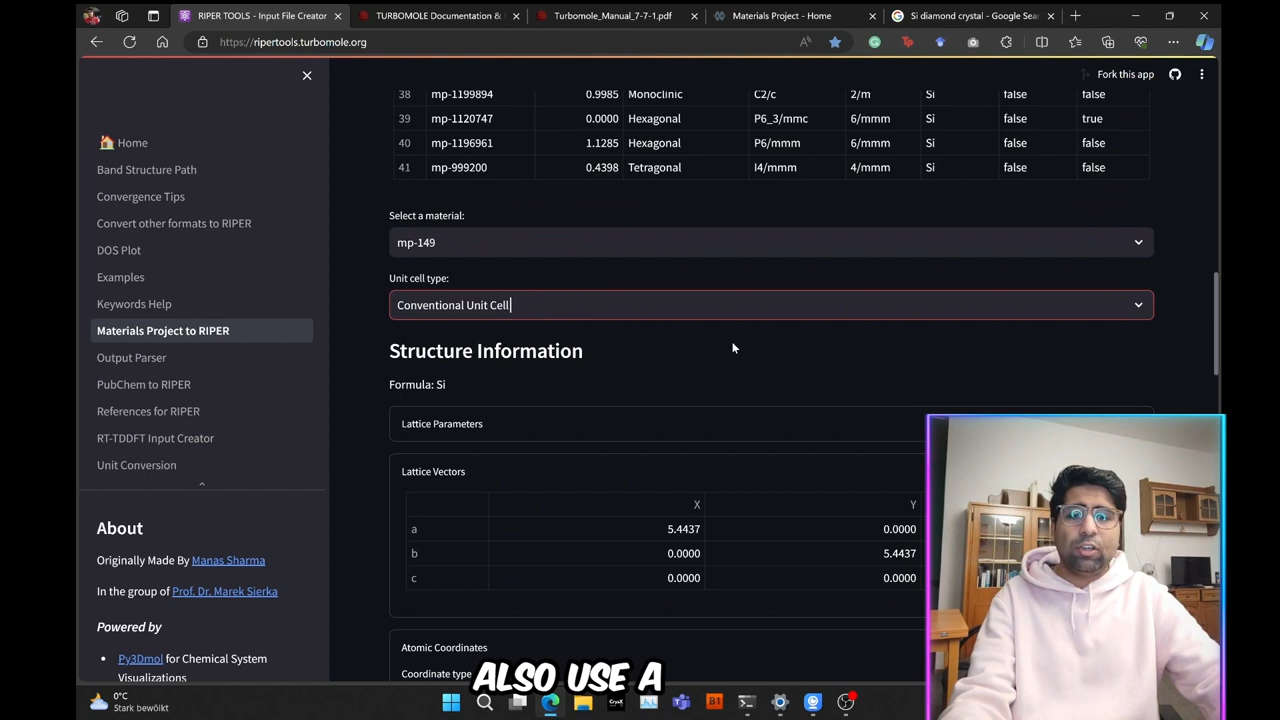 RIPER TOOLS - Input File Creator
TURBOMOLE Documentation &
Turbomole_Manual_7-7-1.pdf
Materials Project - Home
Si diamond crystal - Google Sea
https://ripertools.turbomole.org
Fork this app
Home
Band Structure Path
Convergence Tips
Convert other formats to RIPER
DOS Plot
Examples
Keywords Help
Materials Project to RIPER
Output Parser
PubChem to RIPER
References for RIPER
RT-TDDFT Input Creator
Unit Conversion
About
Originally Made By Manas Sharma
In the group of Prof. Dr. Marek Sierka
Powered by
Py3Dmol for Chemical System
Visualizations
38 mp-1199894 0.9985 Monoclinic C2/c 2/m Si false false
39 mp-1120747 0.0000 Hexagonal P6_3/mmc 6/mmm Si false true
40 mp-1196961 1.1285 Hexagonal P6/mmm 6/mmm Si false false
41 mp-999200 0.4398 Tetragonal I4/mmm 4/mmm Si false false
Select a material:
mp-149
Unit cell type:
Conventional Unit Cell
Structure Information
Formula: Si
Lattice Parameters
Lattice Vectors
X Y
a 5.4437 0.0000
b 0.0000 5.4437
c 0.0000 0.0000
Atomic Coordinates
Coordinate type
ALSO USE A
0°C
Stark bewölkt